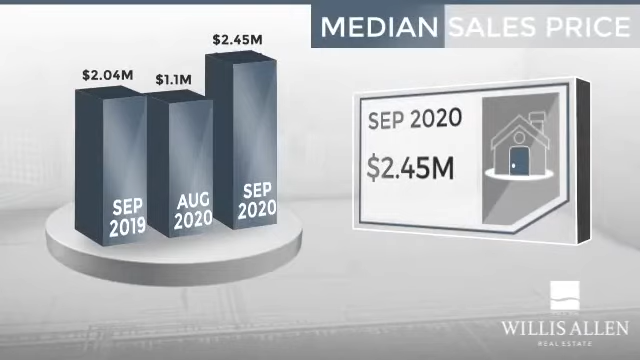 MEDIAN SALES PRICE
$2.04M
$1.1M
$2.45M
SEP
2019
AUG
2020
SEP
2020
SEP 2020
$2.45M
WILLIS ALLEN
REAL ESTATE